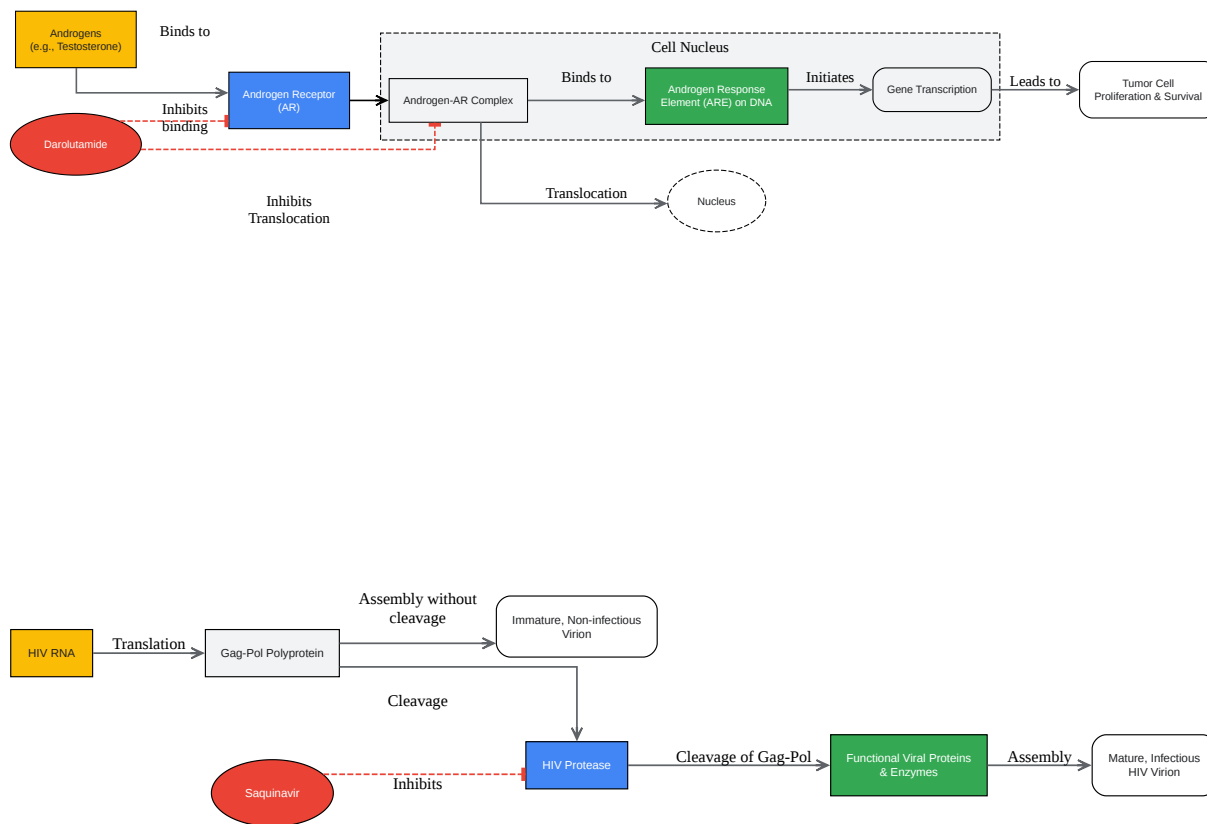 Androgens
(e.g., Testosterone)
Binds to
Cell Nucleus
Androgen Receptor
(AR)
Androgen-AR Complex
Binds to
Androgen Response
Element (ARE) on DNA
Initiates
Gene Transcription
Leads to
Tumor Cell
Proliferation & Survival
Inhibits
binding
Darolutamide
Inhibits
Translocation
Translocation
Nucleus
Assembly without
cleavage
Immature, Non-infectious
Virion
HIV RNA
Translation
Gag-Pol Polyprotein
Cleavage
HIV Protease
Cleavage of Gag-Pol
Functional Viral Proteins
& Enzymes
Assembly
Mature, Infectious
HIV Virion
Saquinavir
Inhibits